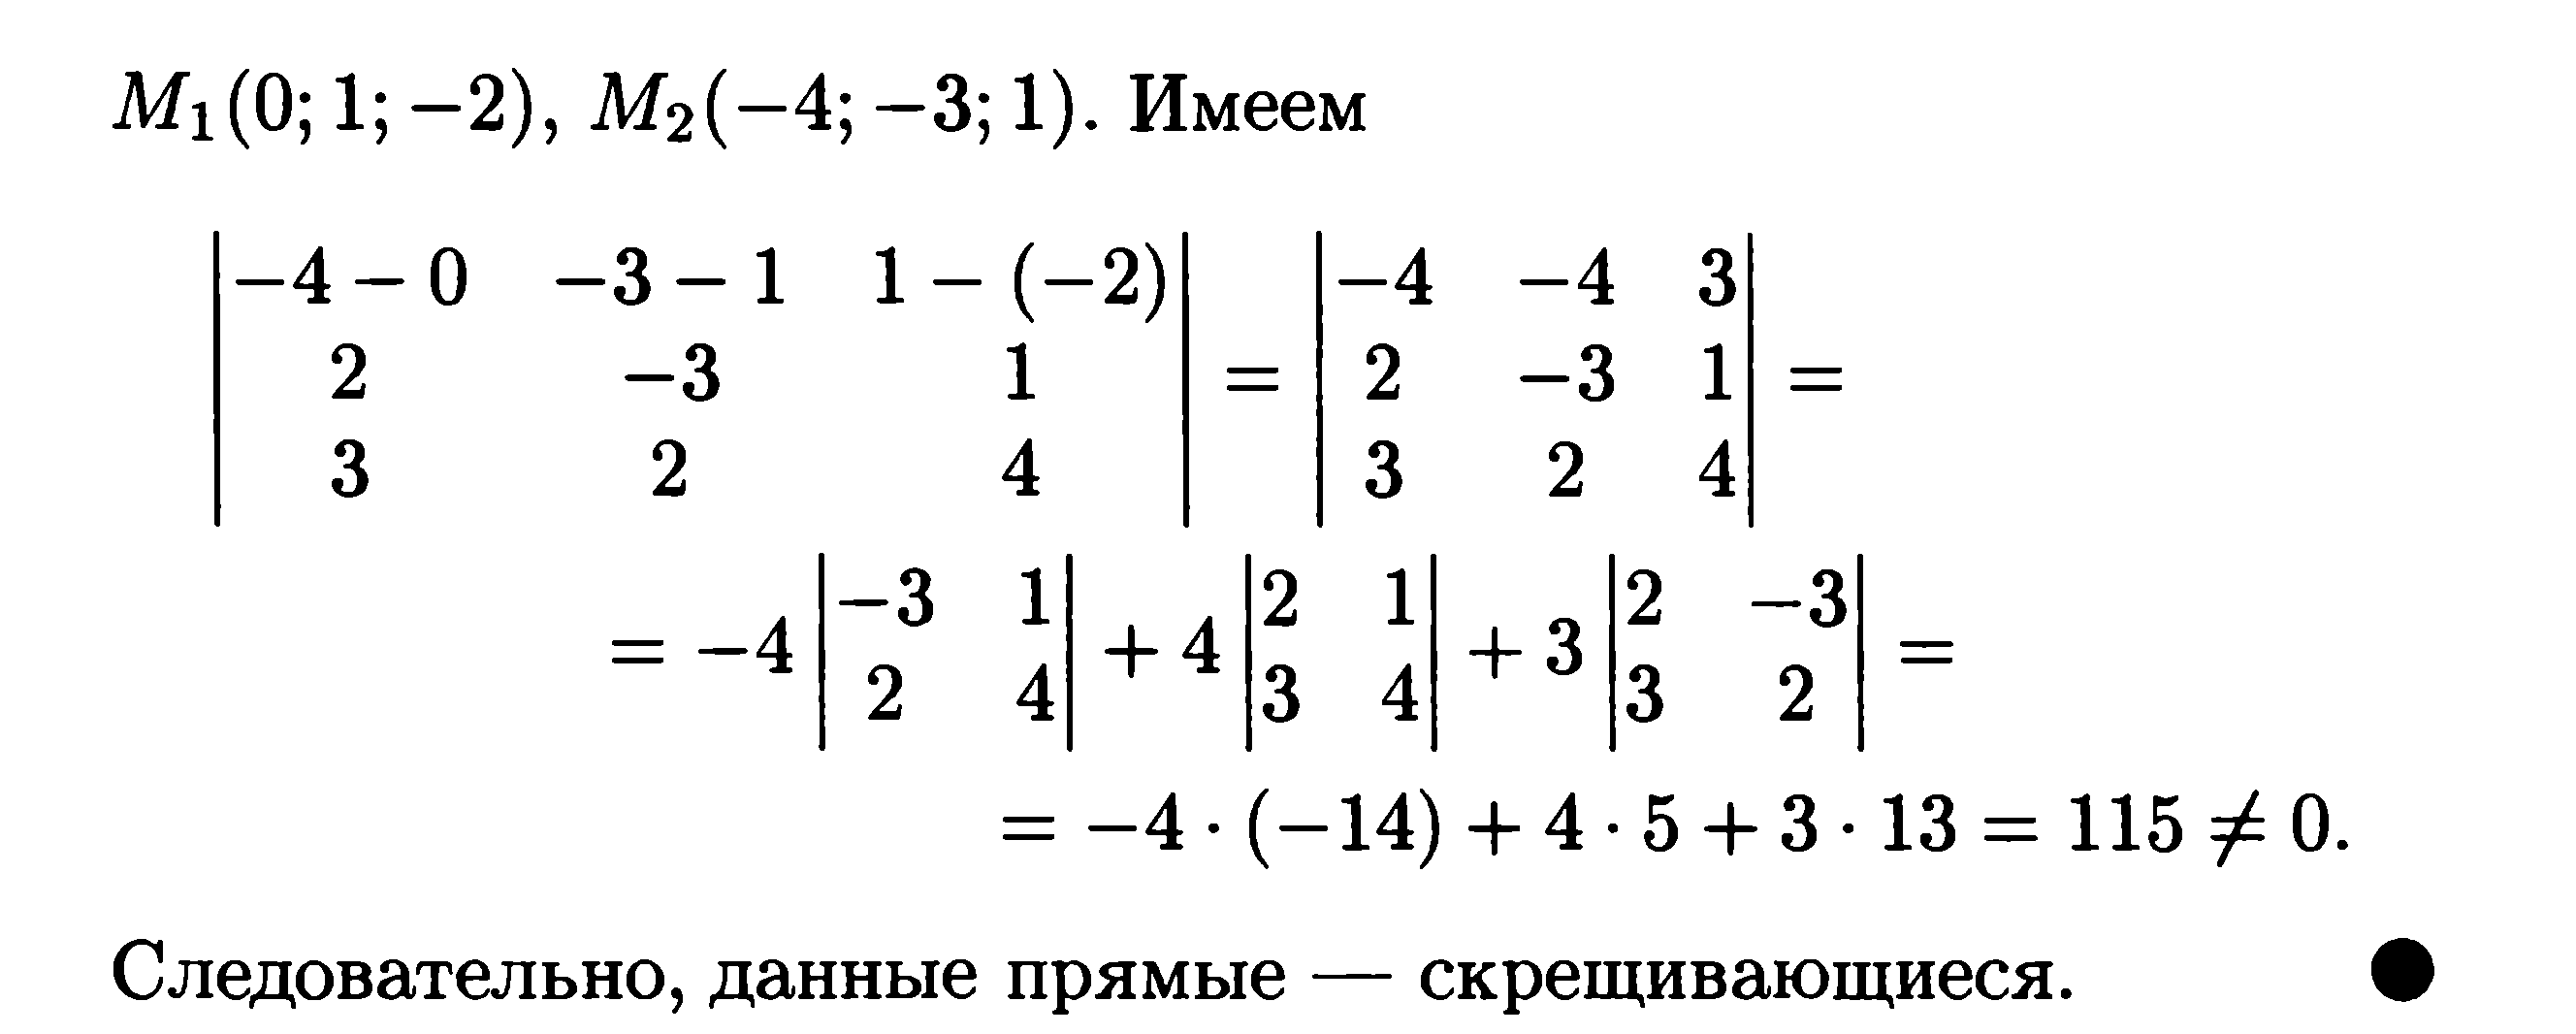 M₁(0; 1; −2), M₂(−4; −3; 1). Имеем
|−4 − 0   −3 − 1   1 − (−2)|   |−4   −4   3|
|2   −3   1| = |2   −3   1| =
|3   2   4|   |3   2   4|
= −4 |−3   1| + 4 |2   1| + 3 |2   −3| =
|2   4|   |3   4|   |3   2|
= −4 · (−14) + 4 · 5 + 3 · 13 = 115 ≠ 0.
Следовательно, данные прямые — скрещивающиеся. ●